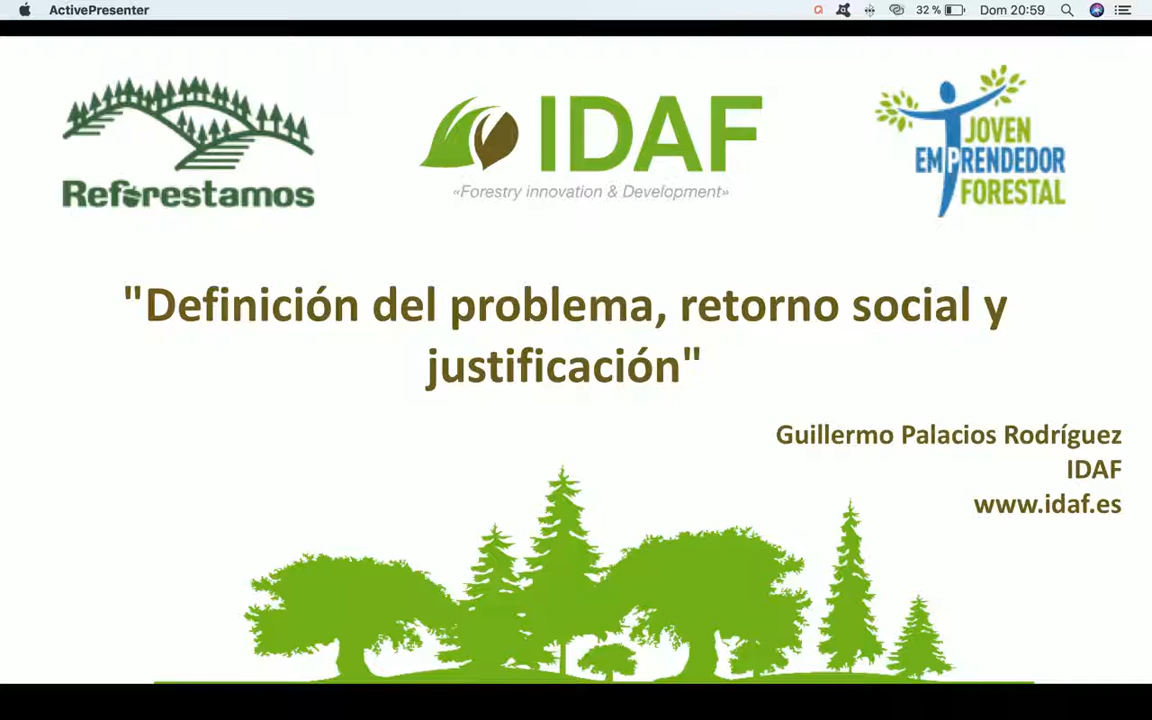 ActivePresenter
32 %
Dom 20:59
Reforestamos
IDAF
«Forestry innovation & Development»
JOVEN
EMPRENDEDOR
FORESTAL
"Definición del problema, retorno social y
justificación"
Guillermo Palacios Rodríguez
IDAF
www.idaf.es